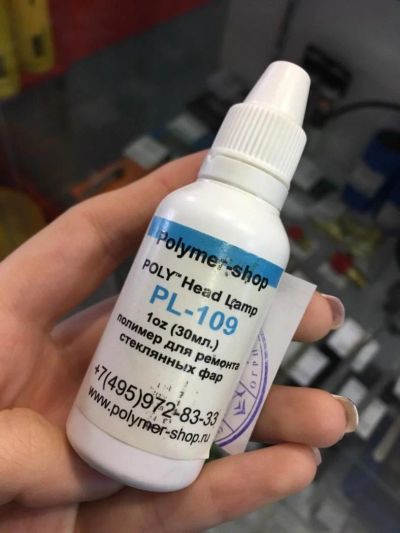 Polymer-shop
POLY™ Head Lamp
PL-109
1oz (30мл.)
полимер для ремонта
стеклянных фар
+7(495)972-83-33
www.polymer-shop.ru
ОГРН